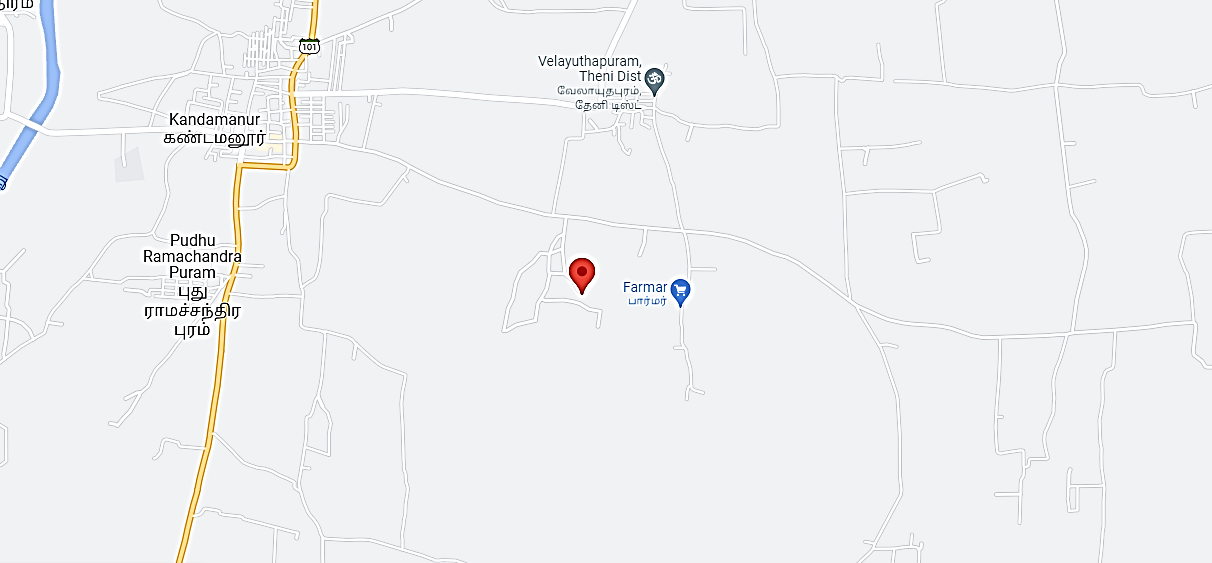 101
Velayuthapuram,
Theni Dist
வேலாயுதபுரம்,
தேனி டிஸ்ட்
Kandamanur
கண்டமனூர்
Pudhu
Ramachandra
Puram
புது
ராமச்சந்திர
புரம்
Farmar
பார்மர்